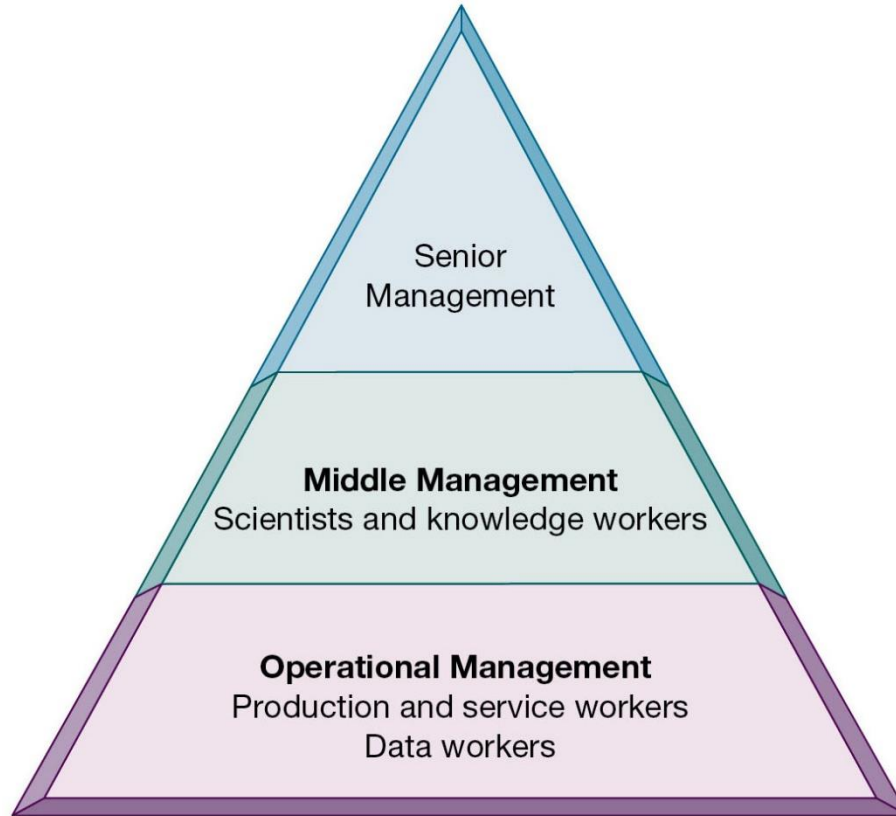 Senior
Management
Middle Management
Scientists and knowledge workers
Operational Management
Production and service workers
Data workers